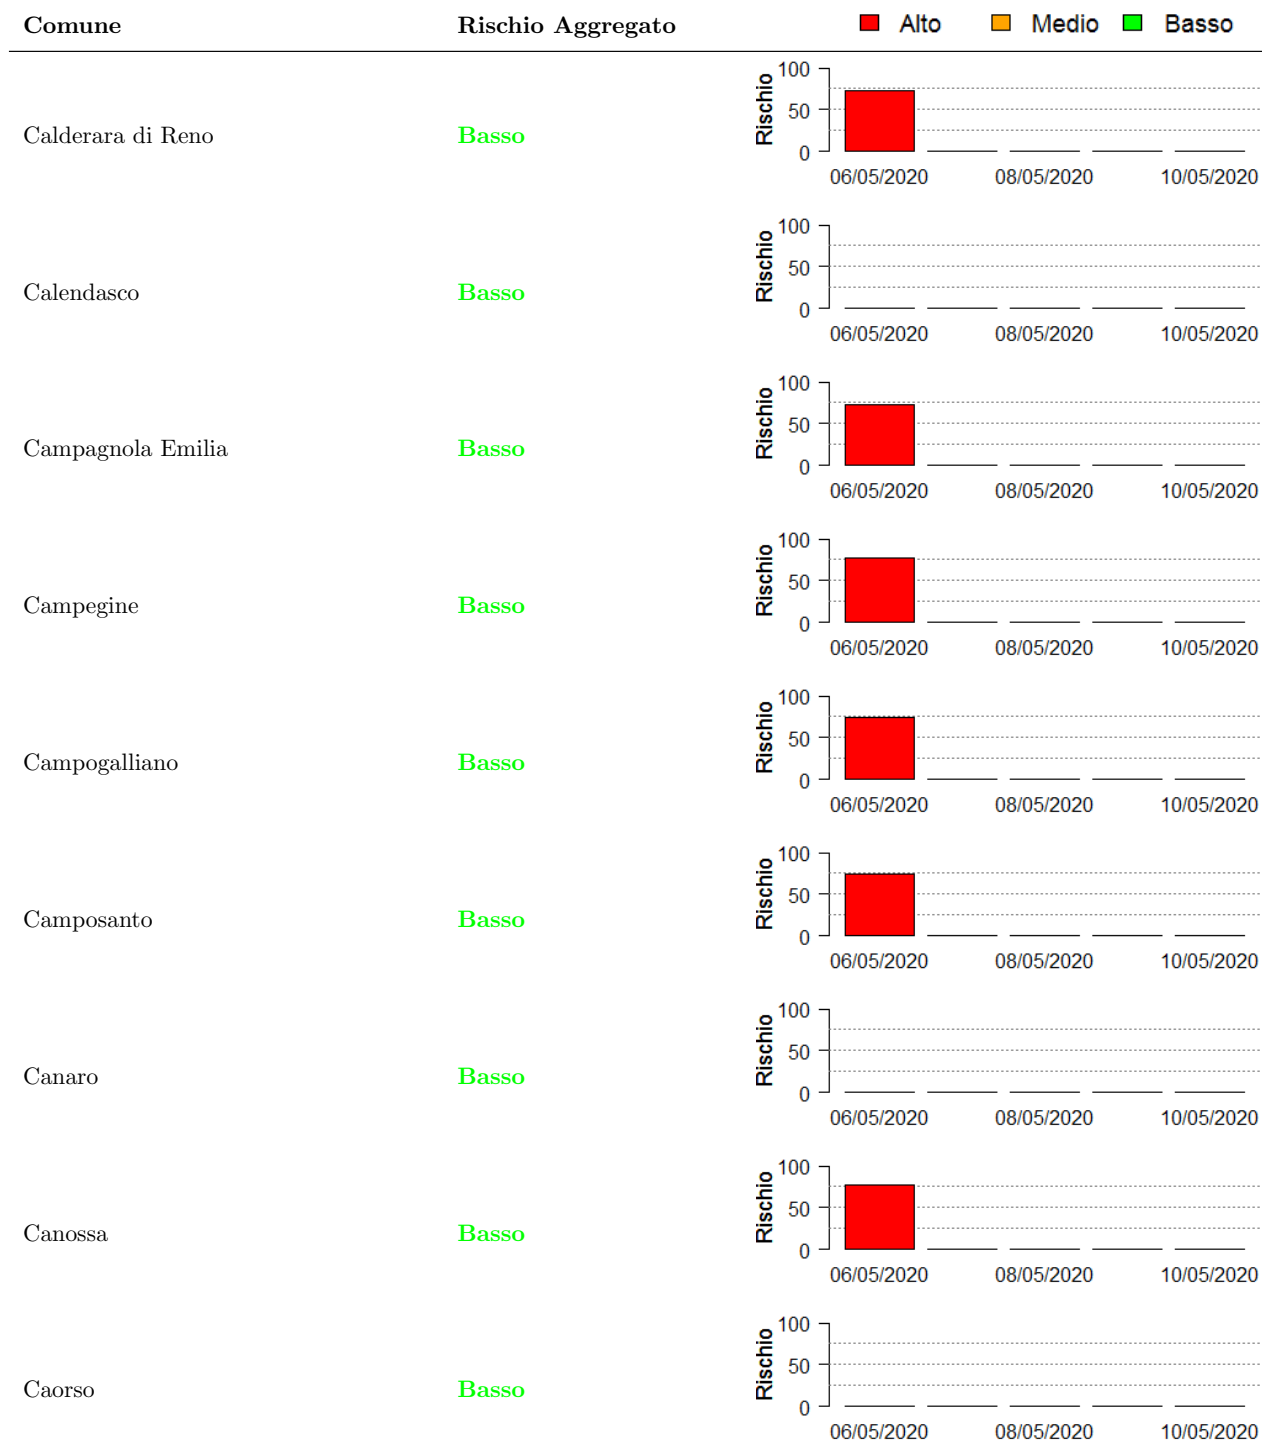 Comune Rischio Aggregato Alto Medio Basso
Calderara di Reno Basso
Rischio
100
50
0
06/05/2020 08/05/2020 10/05/2020
Calendasco Basso
Rischio
100
50
0
06/05/2020 08/05/2020 10/05/2020
Campagnola Emilia Basso
Rischio
100
50
0
06/05/2020 08/05/2020 10/05/2020
Campegine Basso
Rischio
100
50
0
06/05/2020 08/05/2020 10/05/2020
Campogalliano Basso
Rischio
100
50
0
06/05/2020 08/05/2020 10/05/2020
Camposanto Basso
Rischio
100
50
0
06/05/2020 08/05/2020 10/05/2020
Canaro Basso
Rischio
100
50
0
06/05/2020 08/05/2020 10/05/2020
Canossa Basso
Rischio
100
50
0
06/05/2020 08/05/2020 10/05/2020
Caorso Basso
Rischio
100
50
0
06/05/2020 08/05/2020 10/05/2020